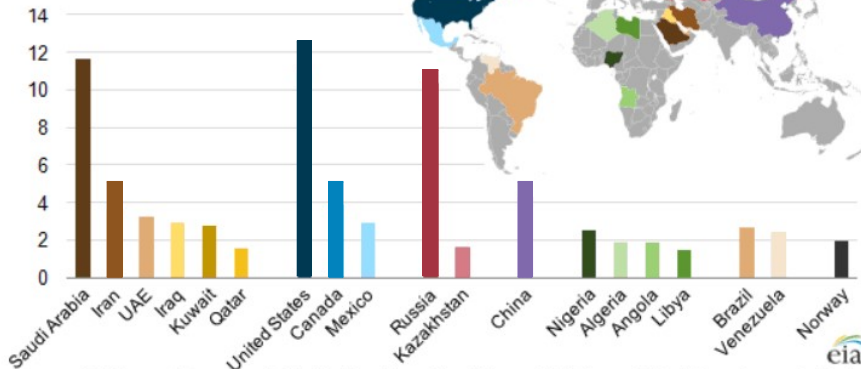 14
12
10
8
6
4
2
0
Saudi Arabia
Iran
UAE
Iraq
Kuwait
Qatar
United States
Canada
Mexico
Russia
Kazakhstan
China
Nigeria
Algeria
Angola
Libya
Brazil
Venezuela
Norway
eia